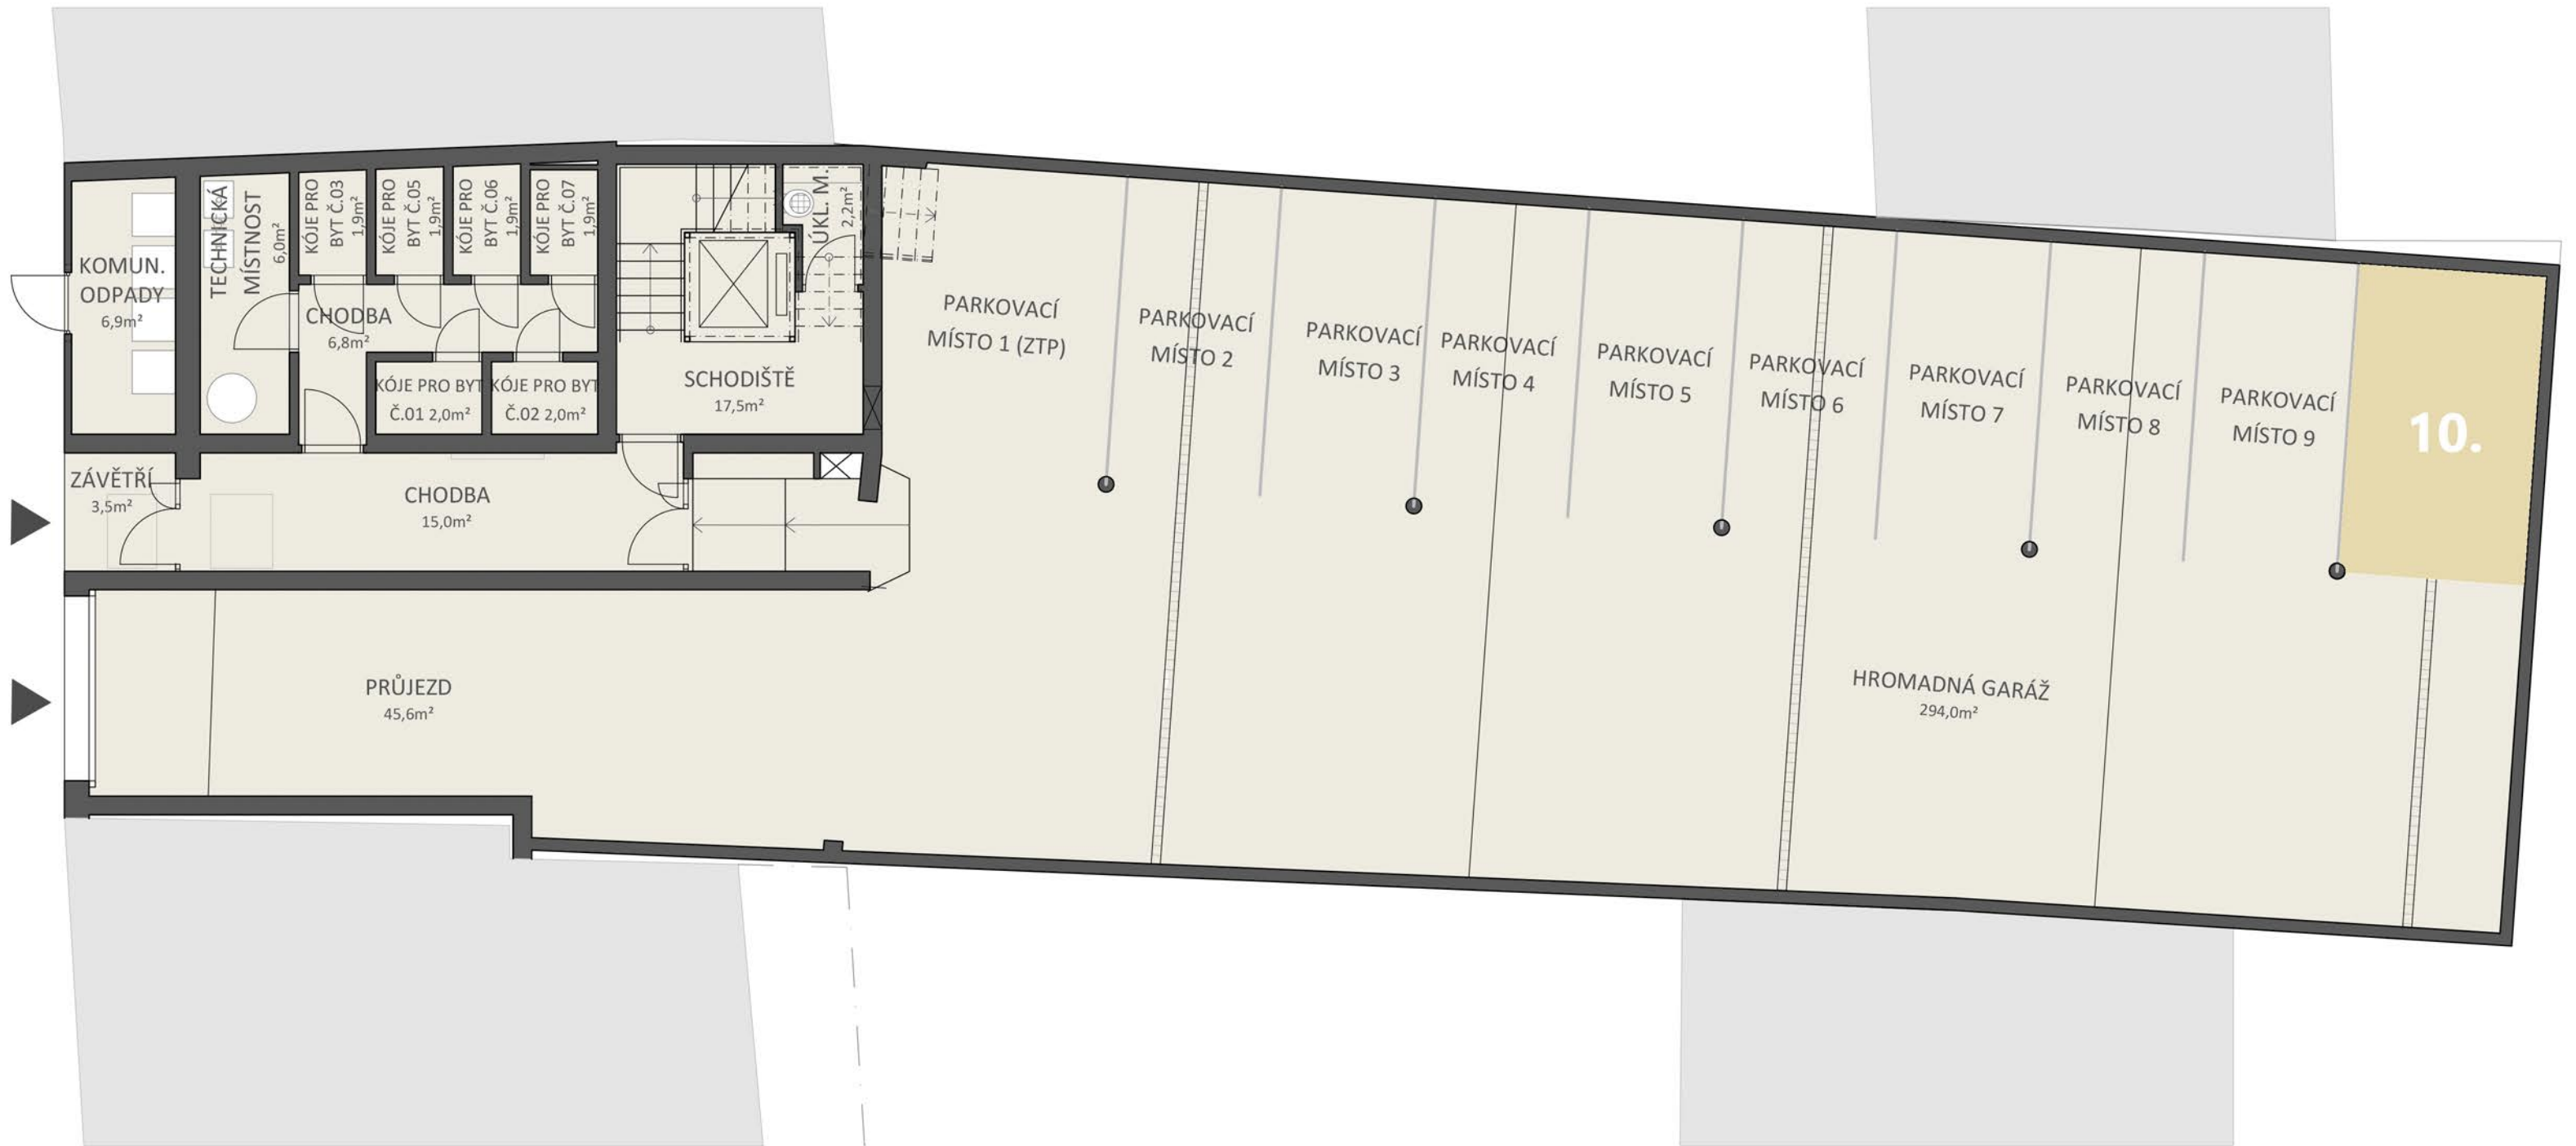 KOMUN.
ODPADY
6,9m²
TECHNICKÁ
MÍSTNOST
6,0m²
KÓJE PRO
BYT Č.03
1,9m²
KÓJE PRO
BYT Č.05
1,9m²
KÓJE PRO
BYT Č.06
1,9m²
KÓJE PRO
BYT Č.07
1,9m²
CHODBA
6,8m²
KÓJE PRO BYT
Č.01 2,0m²
KÓJE PRO BYT
Č.02 2,0m²
SCHODIŠTĚ
17,5m²
ÚKL. M.
2,2m²
ZÁVĚTŘÍ
3,5m²
CHODBA
15,0m²
PRŮJEZD
45,6m²
PARKOVACÍ
MÍSTO 1 (ZTP)
PARKOVACÍ
MÍSTO 2
PARKOVACÍ
MÍSTO 3
PARKOVACÍ
MÍSTO 4
PARKOVACÍ
MÍSTO 5
PARKOVACÍ
MÍSTO 6
PARKOVACÍ
MÍSTO 7
PARKOVACÍ
MÍSTO 8
PARKOVACÍ
MÍSTO 9
10.
HROMADNÁ GARÁŽ
294,0m²